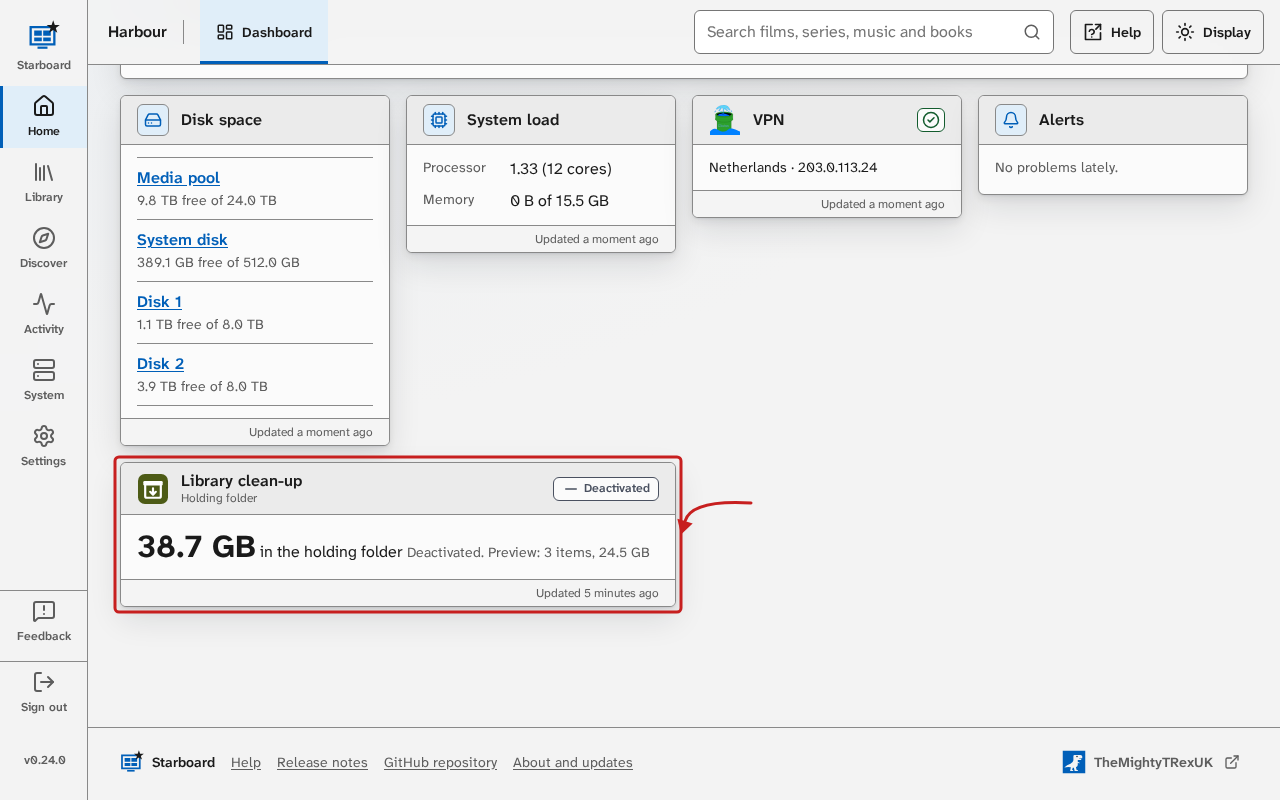 Starboard
Home
Library
Discover
Activity
System
Settings
Feedback
Sign out
v0.24.0
Harbour
Dashboard
Search films, series, music and books
Help
Display
Disk space
Media pool
9.8 TB free of 24.0 TB
System disk
389.1 GB free of 512.0 GB
Disk 1
1.1 TB free of 8.0 TB
Disk 2
3.9 TB free of 8.0 TB
Updated a moment ago
System load
Processor 1.33 (12 cores)
Memory 0 B of 15.5 GB
Updated a moment ago
VPN
Netherlands · 203.0.113.24
Updated a moment ago
Alerts
No problems lately.
Library clean-up
Holding folder
— Deactivated
38.7 GB in the holding folder Deactivated. Preview: 3 items, 24.5 GB
Updated 5 minutes ago
Starboard Help Release notes GitHub repository About and updates TheMightyTRexUK